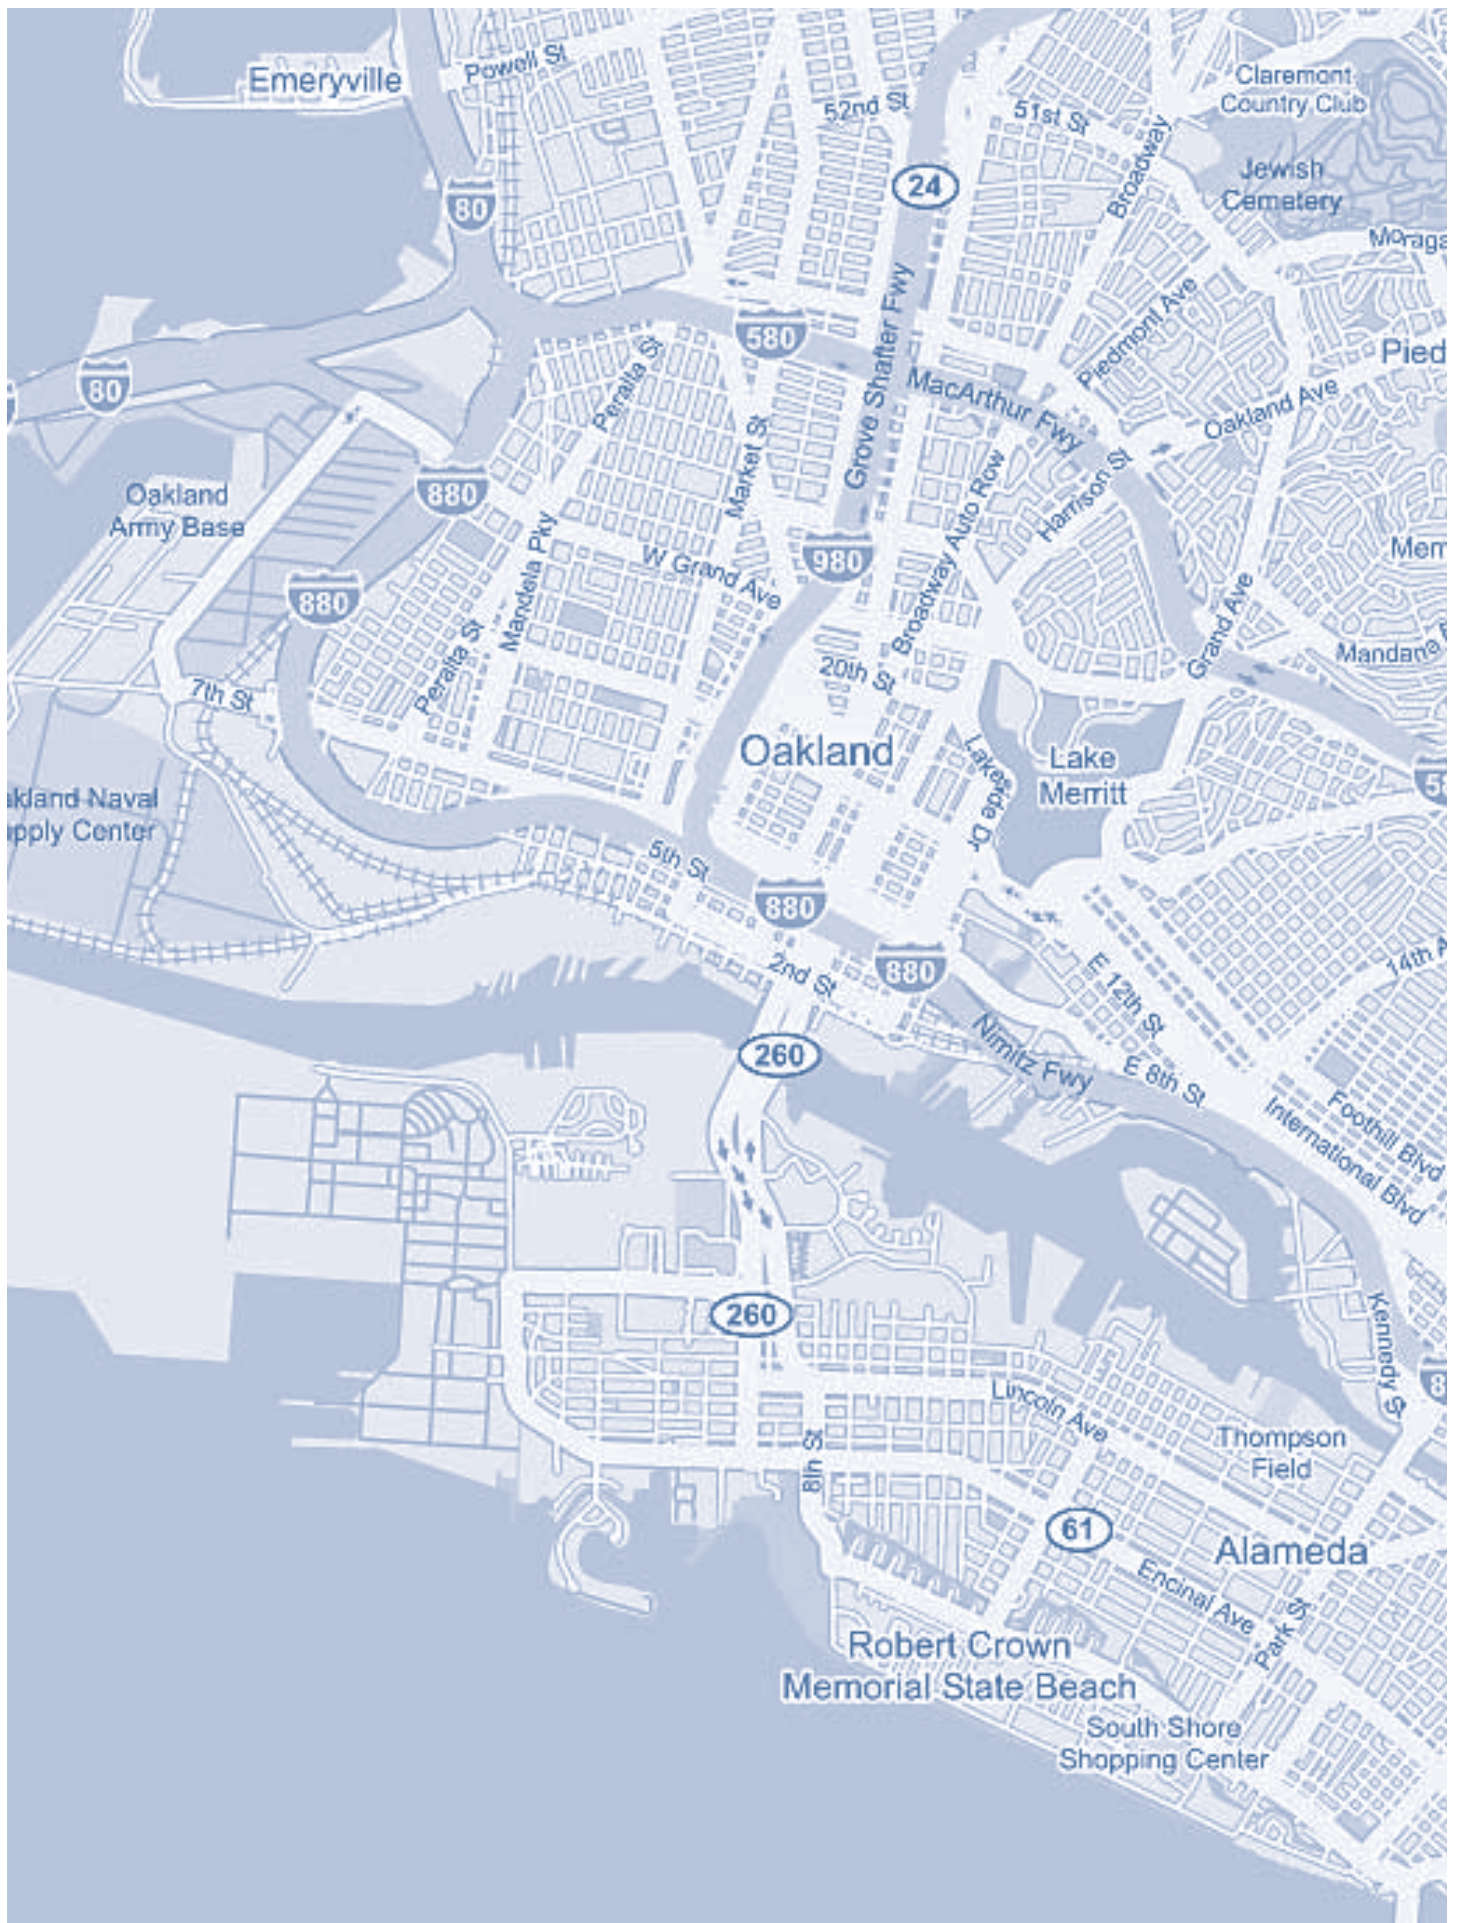 Emeryville
Powell St
52nd St
51st St
Claremont
Country Club
Broadway
Jewish
Cemetery
24
80
Moraga
Grove Shafter Fwy
Piedmont Ave
580
80
Peralta St
MacArthur Fwy
Pied
Oakland Ave
Market St
Harrison St
Oakland
Army Base
880
Broadway Auto Row
980
W Grand Ave
Mandela Pky
880
Grand Ave
Mandana
Peralta St
20th St
7th St
Oakland
Lake
Merritt
Lakeside Dr
akland Naval
upply Center
5th St
880
880
2nd St
14th A
E 12th St
Nimitz Fwy
E 8th St
260
Foothill Blvd
International Blvd
260
Kennedy St
Lincoln Ave
8th St
Thompson
Field
61
Alameda
Encinal Ave
Park St
Robert Crown
Memorial State Beach
South Shore
Shopping Center